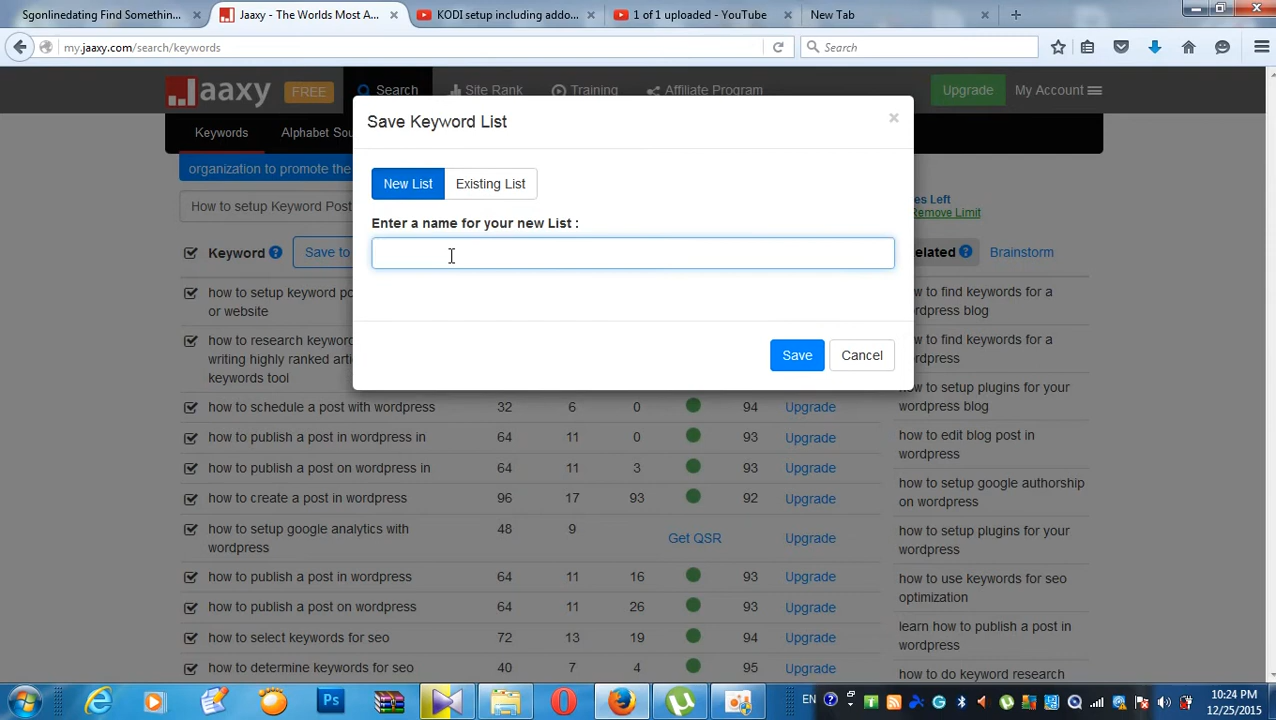 Sgonlinedating Find Something...
Jaaxy - The Worlds Most A...
KODI setup including addo...
1 of 1 uploaded - YouTube
New Tab
my.jaaxy.com/search/keywords
Search
Jaaxy FREE Search Site Rank Training Affiliate Program Upgrade My Account
Keywords Alphabet Sou
organization to promote the
How to setup Keyword Post
es Left
Remove Limit
Save Keyword List
New List Existing List
Enter a name for your new List :
Save Cancel
Keyword Save to elated Brainstorm
how to setup keyword po
or website
how to find keywords for a
wordpress blog
how to research keyword
writing highly ranked arti
keywords tool
how to find keywords for a
wordpress
how to setup plugins for your
wordpress blog
how to schedule a post with wordpress 32 6 0 94 Upgrade
how to publish a post in wordpress in 64 11 0 93 Upgrade
how to edit blog post in
wordpress
how to publish a post on wordpress in 64 11 3 93 Upgrade
how to create a post in wordpress 96 17 93 92 Upgrade
how to setup google authorship
on wordpress
how to setup google analytics with
wordpress
48 9 Get QSR Upgrade
how to setup plugins for your
wordpress
how to publish a post in wordpress 64 11 16 93 Upgrade
how to use keywords for seo
optimization
how to publish a post on wordpress 64 11 26 93 Upgrade
how to select keywords for seo 72 13 19 94 Upgrade
learn how to publish a post in
wordpress
how to determine keywords for seo 40 7 4 95 Upgrade
how to do keyword research
Ps
EN
10:24 PM
12/25/2015